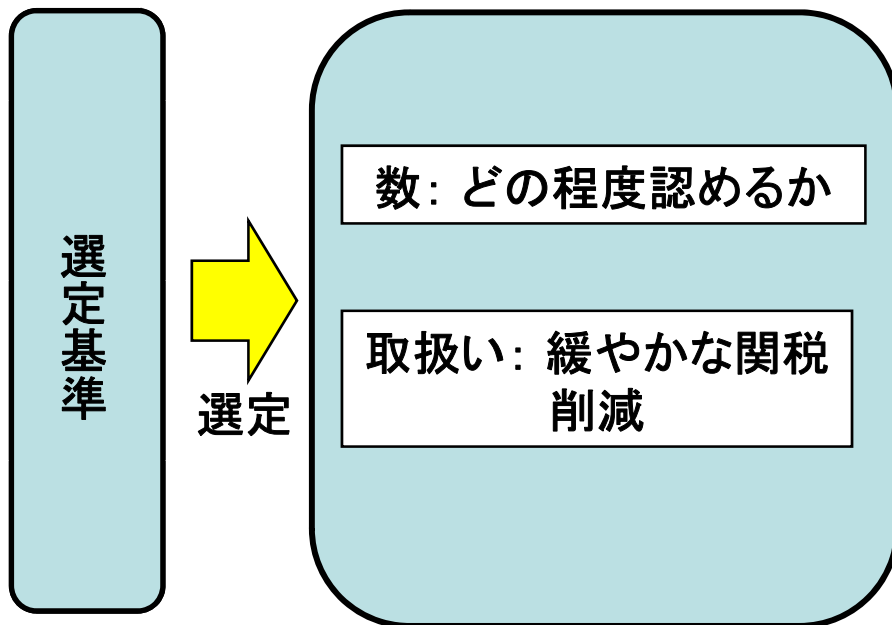 選定基準
選定
数：どの程度認めるか
取扱い：緩やかな関税
削減